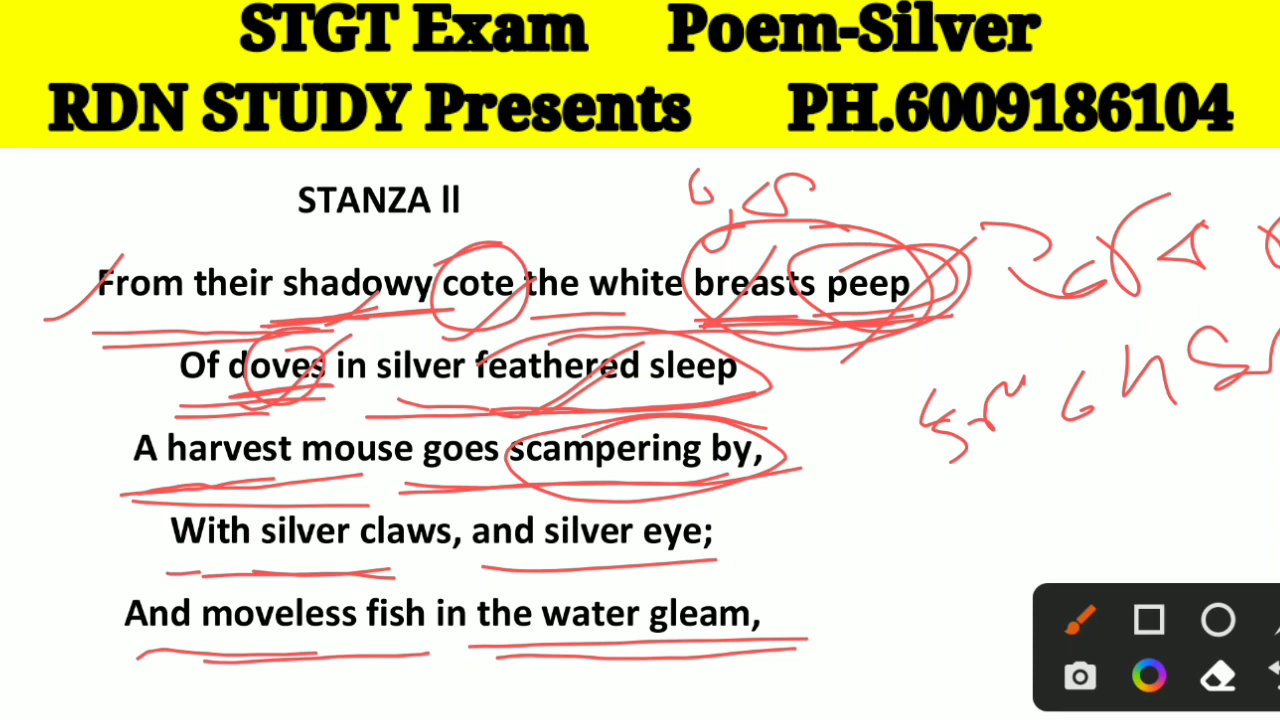 STGT Exam Poem-Silver
RDN STUDY Presents PH.6009186104
STANZA ll
From their shadowy cote the white breasts peep
Of doves in silver feathered sleep
A harvest mouse goes scampering by,
With silver claws, and silver eye;
And moveless fish in the water gleam,